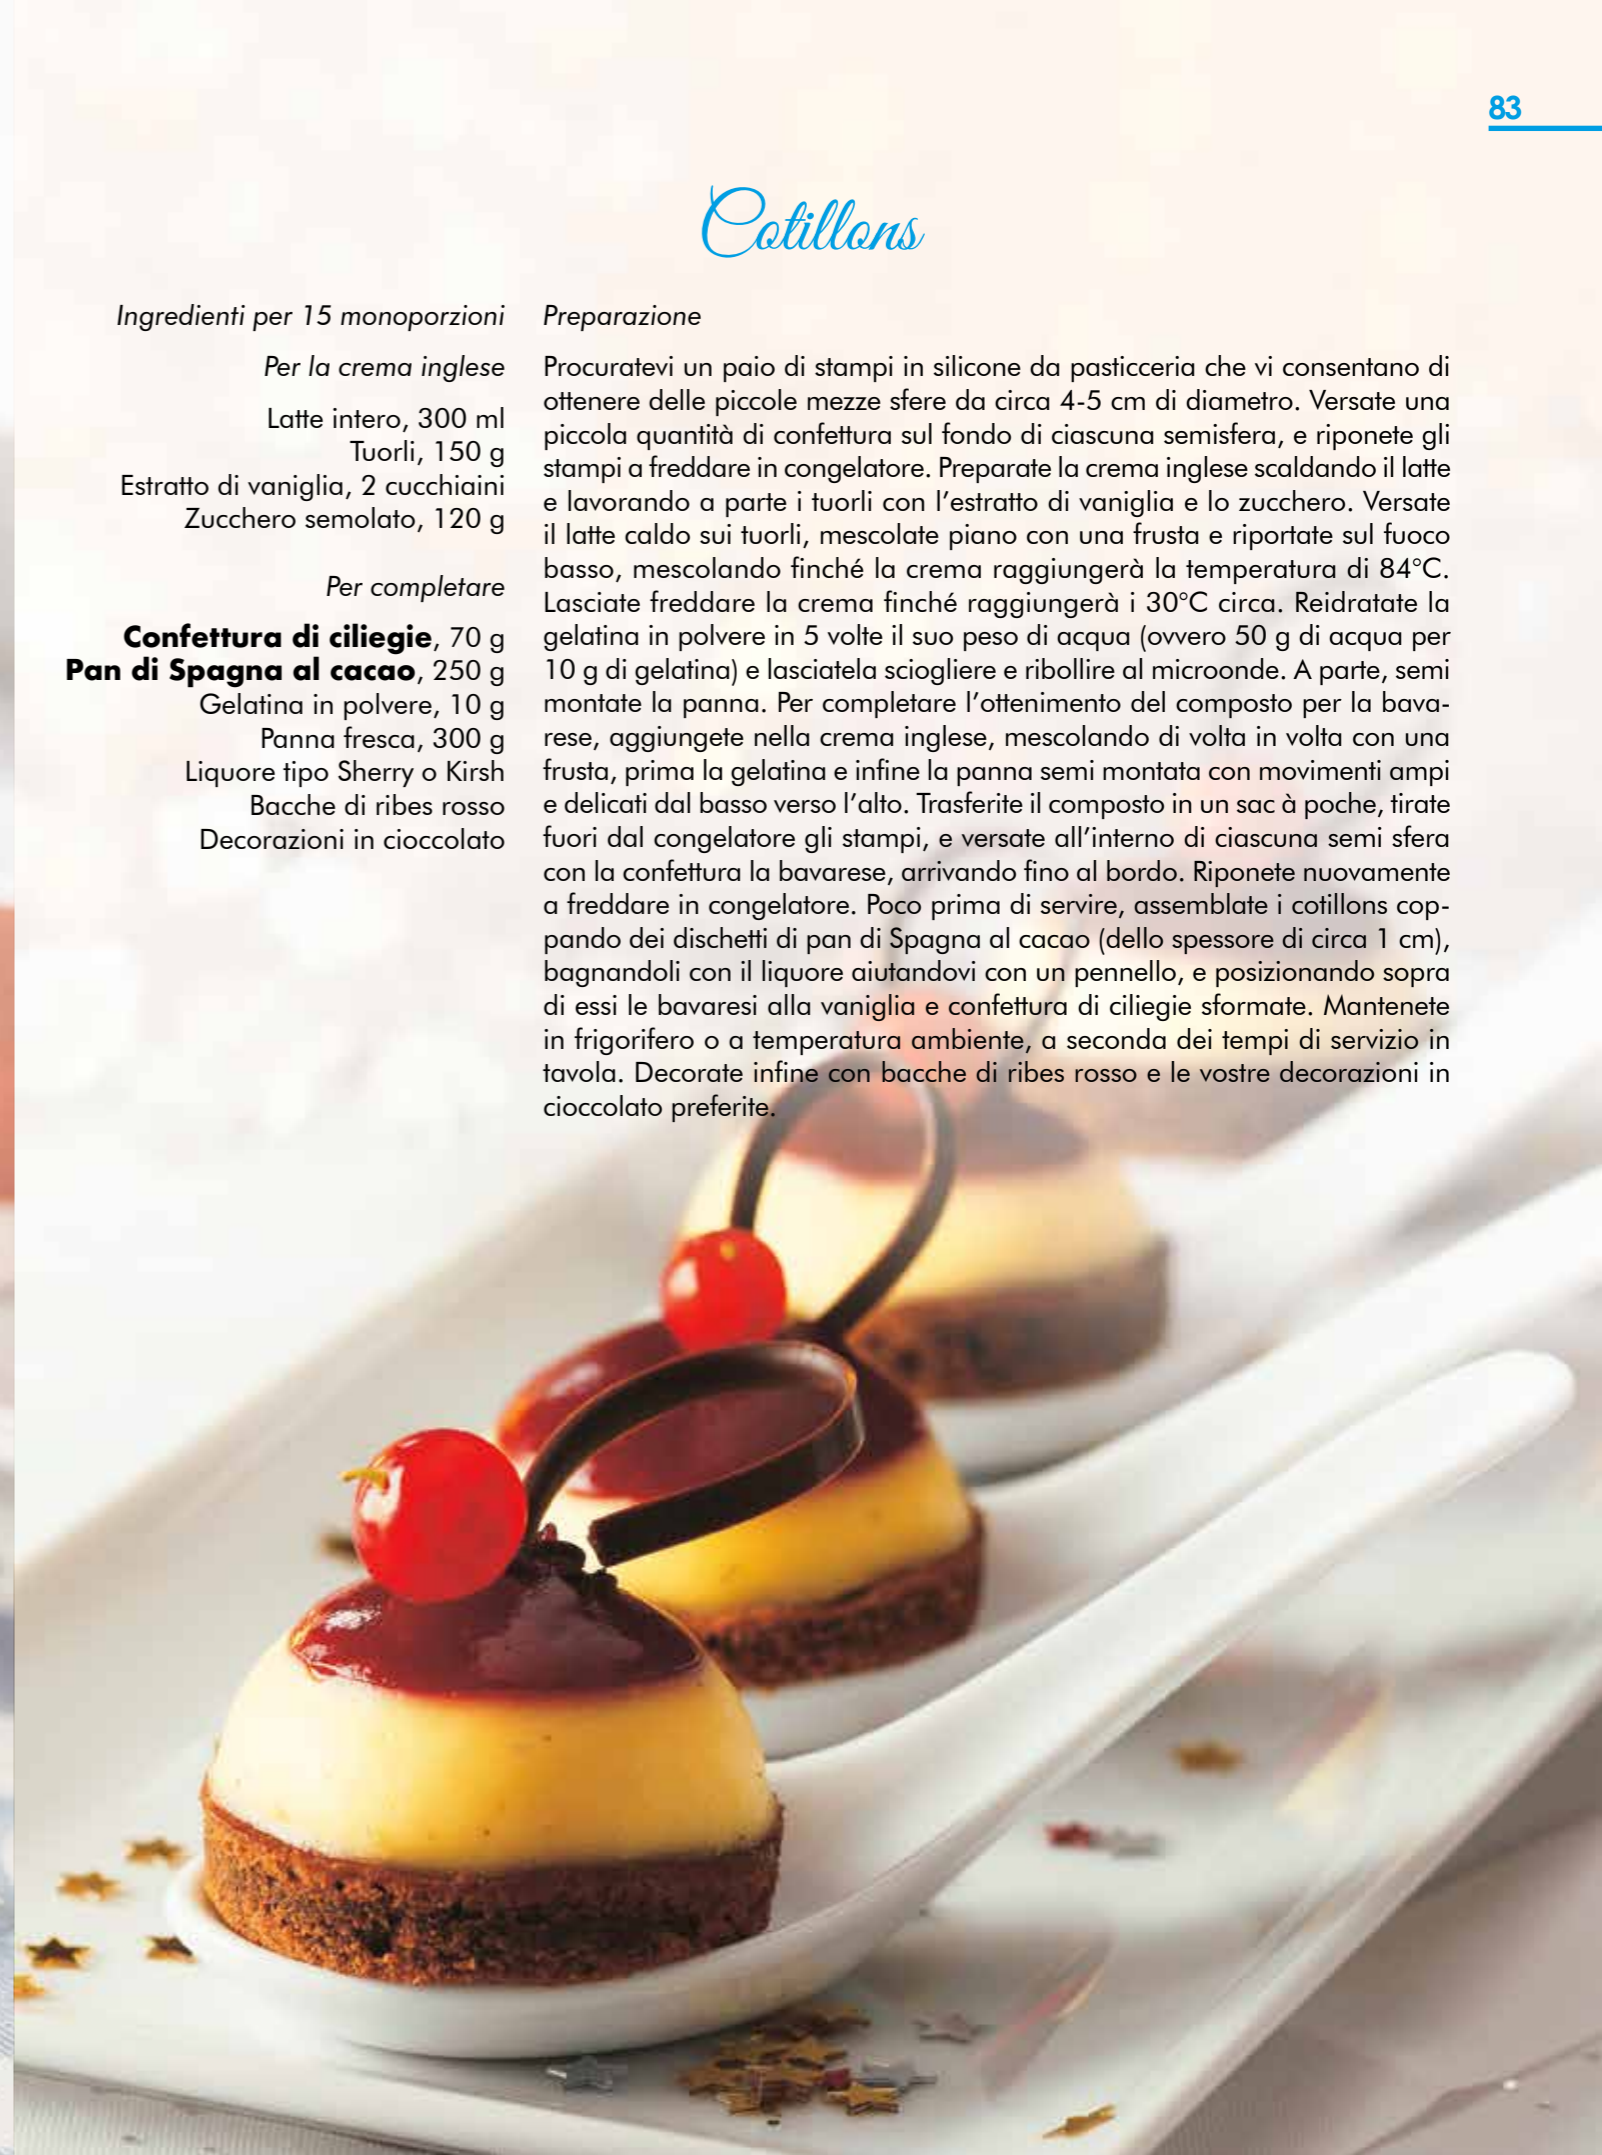 83
Cotillons
Ingredienti per 15 monoporzioni
Per la crema inglese
Latte intero, 300 ml
Tuorli, 150 g
Estratto di vaniglia, 2 cucchiaini
Zucchero semolato, 120 g
Per completare
Confettura di ciliegie, 70 g
Pan di Spagna al cacao, 250 g
Gelatina in polvere, 10 g
Panna fresca, 300 g
Liquore tipo Sherry o Kirsh
Bacche di ribes rosso
Decorazioni in cioccolato
Preparazione
Procuratevi un paio di stampi in silicone da pasticceria che vi consentano di
ottenere delle piccole mezze sfere da circa 4-5 cm di diametro. Versate una
piccola quantità di confettura sul fondo di ciascuna semisfera, e riponete gli
stampi a freddare in congelatore. Preparate la crema inglese scaldando il latte
e lavorando a parte i tuorli con l'estratto di vaniglia e lo zucchero. Versate
il latte caldo sui tuorli, mescolate piano con una frusta e riportate sul fuoco
basso, mescolando finché la crema raggiungerà la temperatura di 84°C.
Lasciate freddare la crema finché raggiungerà i 30°C circa. Reidratate la
gelatina in polvere in 5 volte il suo peso di acqua (ovvero 50 g di acqua per
10 g di gelatina) e lasciatela sciogliere e ribollire al microonde. A parte, semi
montate la panna. Per completare l'ottenimento del composto per la bava-
rese, aggiungete nella crema inglese, mescolando di volta in volta con una
frusta, prima la gelatina e infine la panna semi montata con movimenti ampi
e delicati dal basso verso l'alto. Trasferite il composto in un sac à poche, tirate
fuori dal congelatore gli stampi, e versate all'interno di ciascuna semi sfera
con la confettura la bavarese, arrivando fino al bordo. Riponete nuovamente
a freddare in congelatore. Poco prima di servire, assemblate i cotillons cop-
pando dei dischetti di pan di Spagna al cacao (dello spessore di circa 1 cm),
bagnandoli con il liquore aiutandovi con un pennello, e posizionando sopra
di essi le bavaresi alla vaniglia e confettura di ciliegie sformate. Mantenete
in frigorifero o a temperatura ambiente, a seconda dei tempi di servizio in
tavola. Decorate infine con bacche di ribes rosso e le vostre decorazioni in
cioccolato preferite.